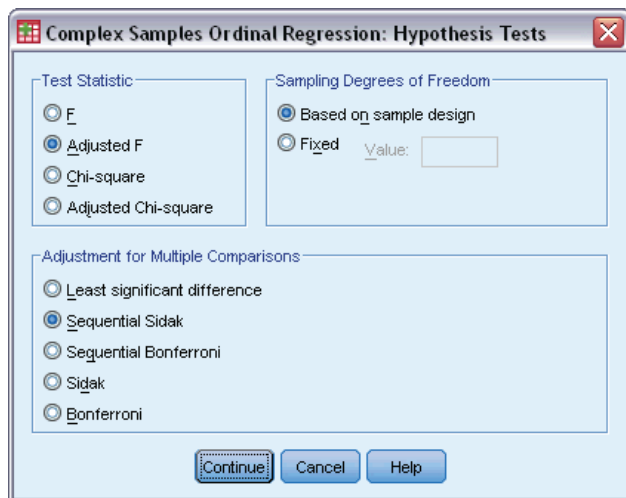 Complex Samples Ordinal Regression: Hypothesis Tests
Test Statistic
F
Adjusted F
Chi-square
Adjusted Chi-square
Sampling Degrees of Freedom
Based on sample design
Fixed Value:
Adjustment for Multiple Comparisons
Least significant difference
Sequential Sidak
Sequential Bonferroni
Sidak
Bonferroni
Continue Cancel Help